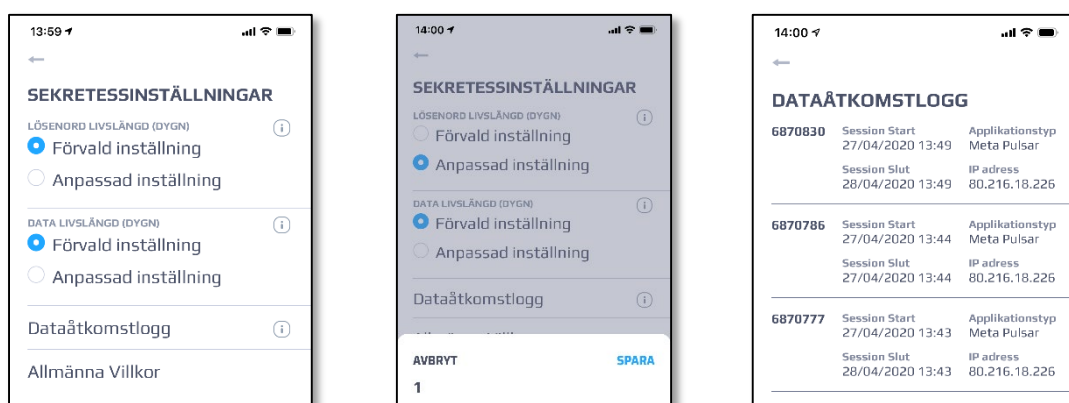 13:59
SEKRETESSINSTÄLLNINGAR
LÖSENORD LIVSLÄNGD (DYGN)
Förvald inställning
Anpassad inställning
DATA LIVSLÄNGD (DYGN)
Förvald inställning
Anpassad inställning
Dataåtkomstlogg
Allmänna Villkor
14:00
SEKRETESSINSTÄLLNINGAR
LÖSENORD LIVSLÄNGD (DYGN)
Förvald inställning
Anpassad inställning
DATA LIVSLÄNGD (DYGN)
Förvald inställning
Anpassad inställning
Dataåtkomstlogg
AVBRYT SPARA
1
14:00
DATAÅTKOMSTLOGG
6870830 Session Start Applikationstyp
27/04/2020 13:49 Meta Pulsar
Session Slut IP adress
28/04/2020 13:49 80.216.18.226
6870786 Session Start Applikationstyp
27/04/2020 13:44 Meta Pulsar
Session Slut IP adress
27/04/2020 13:44 80.216.18.226
6870777 Session Start Applikationstyp
27/04/2020 13:43 Meta Pulsar
Session Slut IP adress
28/04/2020 13:43 80.216.18.226